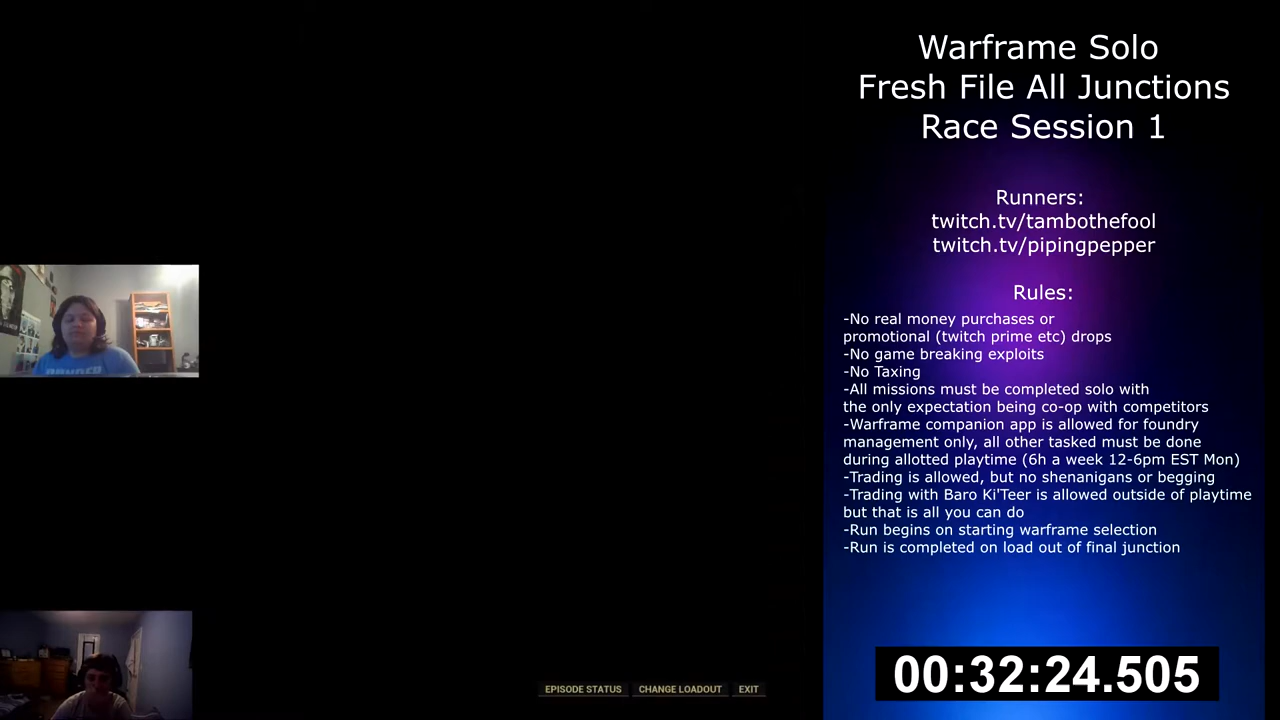 Warframe Solo
Fresh File All Junctions
Race Session 1
Runners:
twitch.tv/tambothefool
twitch.tv/pipingpepper
Rules:
-No real money purchases or
promotional (twitch prime etc) drops
-No game breaking exploits
-No Taxing
-All missions must be completed solo with
the only expectation being co-op with competitors
-Warframe companion app is allowed for foundry
management only, all other tasked must be done
during allotted playtime (6h a week 12-6pm EST Mon)
-Trading is allowed, but no shenanigans or begging
-Trading with Baro Ki'Teer is allowed outside of playtime
but that is all you can do
-Run begins on starting warframe selection
-Run is completed on load out of final junction
00:32:24.505
EPISODE STATUS CHANGE LOADOUT EXIT